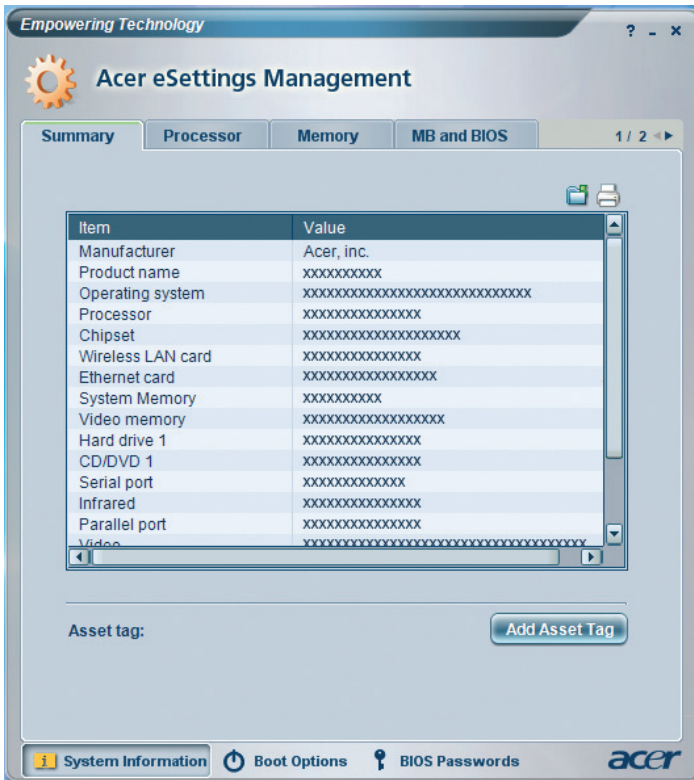 Empowering Technology
? - x
Acer eSettings Management
Summary Processor Memory MB and BIOS 1/ 2
Item Value
Manufacturer Acer, inc.
Product name xxxxxxxxxx
Operating system xxxxxxxxxxxxxxxxxxxxxxxxxxxxx
Processor xxxxxxxxxxxxxxx
Chipset xxxxxxxxxxxxxxxxxxxx
Wireless LAN card xxxxxxxxxxxxxxx
Ethernet card xxxxxxxxxxxxxxxxx
System Memory xxxxxxxxxx
Video memory xxxxxxxxxxxxxxxxxx
Hard drive 1 xxxxxxxxxxxxxxx
CD/DVD 1 xxxxxxxxxxxxxxx
Serial port xxxxxxxxxxxxx
Infrared xxxxxxxxxxxxxxx
Parallel port xxxxxxxxxxxxxxx
Video xxxxxxxxxxxxxxxxxxxxxxxxxxxxxxxxxxxx
Asset tag: Add Asset Tag
i System Information Boot Options BIOS Passwords acer